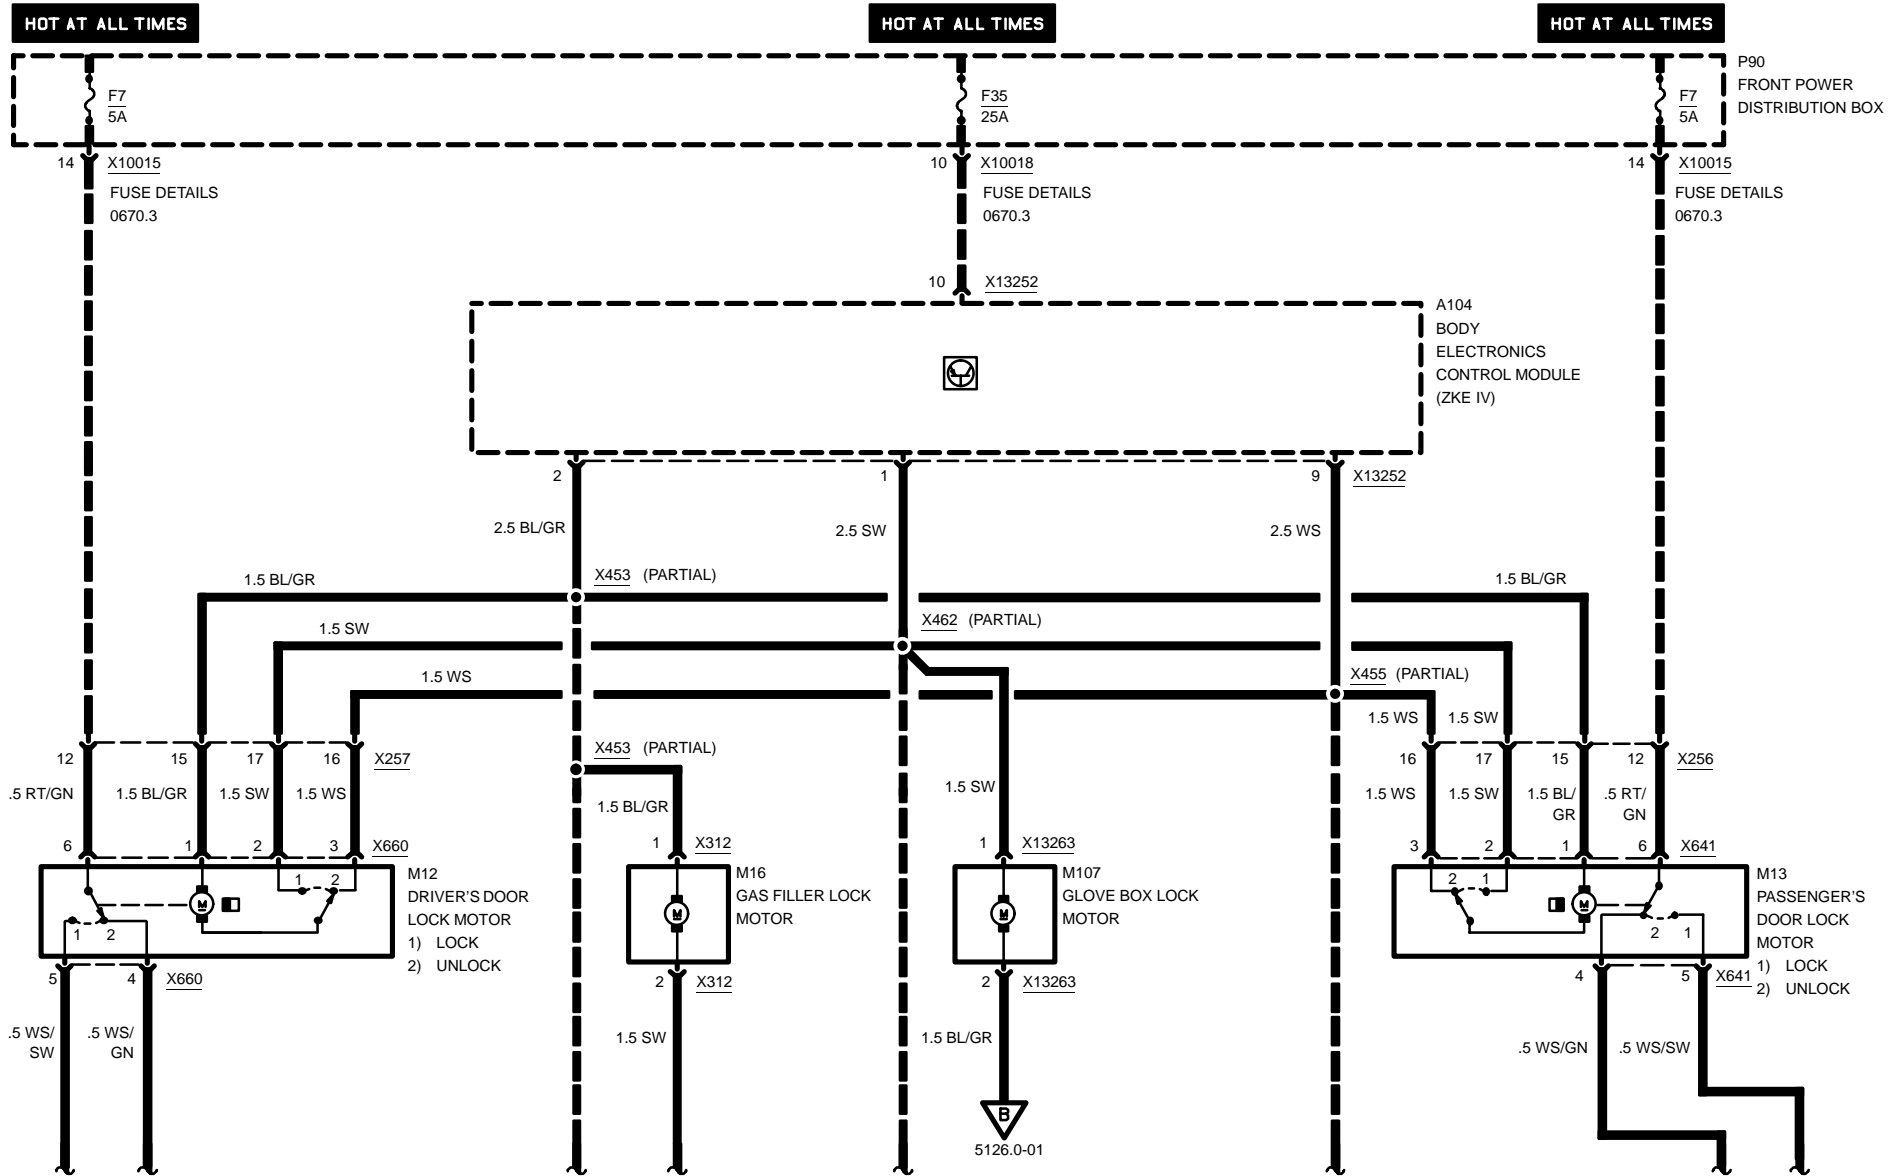 HOT AT ALL TIMES
HOT AT ALL TIMES
HOT AT ALL TIMES
P90
FRONT POWER
DISTRIBUTION BOX
F7
5A
F35
25A
F7
5A
14
X10015
10
X10018
14
X10015
FUSE DETAILS
0670.3
FUSE DETAILS
0670.3
FUSE DETAILS
0670.3
10
X13252
A104
BODY
ELECTRONICS
CONTROL MODULE
(ZKE IV)
2
1
9
X13252
2.5 BL/GR
2.5 SW
2.5 WS
1.5 BL/GR
X453 (PARTIAL)
1.5 BL/GR
1.5 SW
X462 (PARTIAL)
1.5 WS
X455 (PARTIAL)
1.5 WS
1.5 SW
X453 (PARTIAL)
12
15
17
16
X257
16
17
15
12
X256
.5 RT/GN
1.5 BL/GR
1.5 SW
1.5 WS
1.5 BL/GR
1.5 SW
1.5 WS
1.5 SW
1.5 BL/
GR
.5 RT/
GN
6
1
2
3
X660
1
X312
1
X13263
3
2
1
6
X641
M
1
2
1
2
M12
DRIVER'S DOOR
LOCK MOTOR
1) LOCK
2) UNLOCK
M
M16
GAS FILLER LOCK
MOTOR
M
M107
GLOVE BOX LOCK
MOTOR
2
1
M
2
1
M13
PASSENGER'S
DOOR LOCK
MOTOR
1) LOCK
2) UNLOCK
5
4
X660
2
X312
2
X13263
4
5
X641
.5 WS/
SW
.5 WS/
GN
1.5 SW
1.5 BL/GR
.5 WS/GN
.5 WS/SW
B
5126.0-01